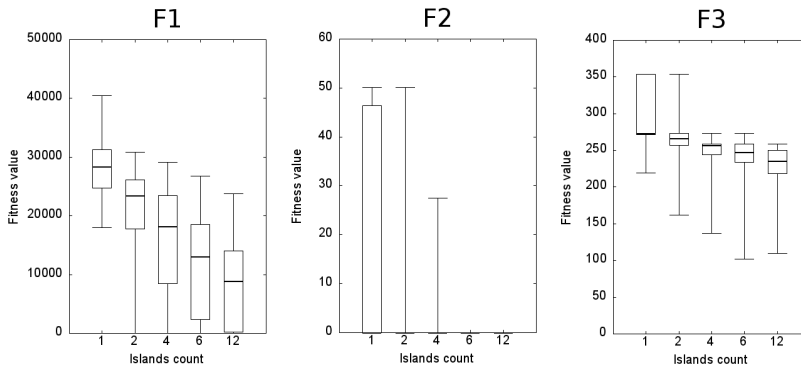 F1
50000
40000
30000
20000
10000
0
Fitness value
1 2 4 6 12
Islands count
F2
60
50
40
30
20
10
0
Fitness value
1 2 4 6 12
Islands count
F3
400
350
300
250
200
150
100
50
0
Fitness value
1 2 4 6 12
Islands count